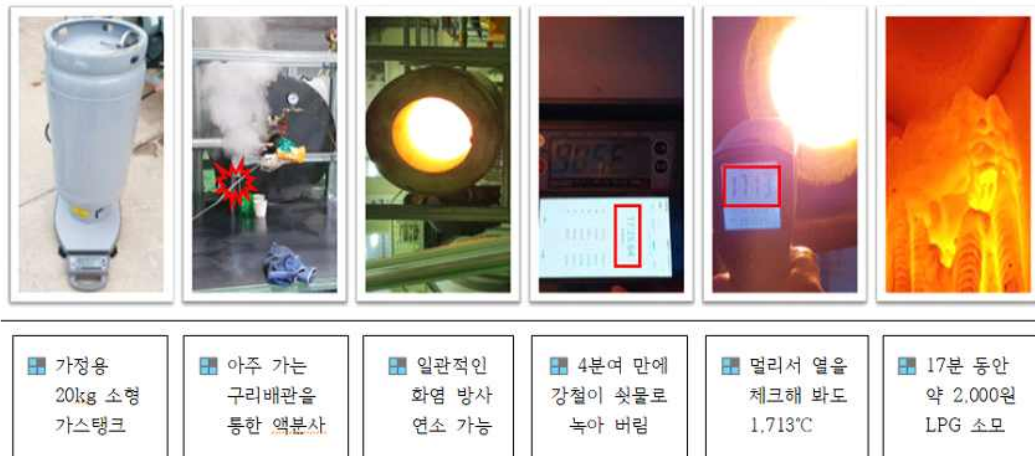 가정용
20kg 소형
가스탱크
아주 가는
구리배관을
통한 액분사
일관적인
화염 방사
연소 가능
4분여 만에
강철이 쇳물로
녹아 버림
멀리서 열을
체크해 봐도
1,713℃
17분 동안
약 2,000원
LPG 소모